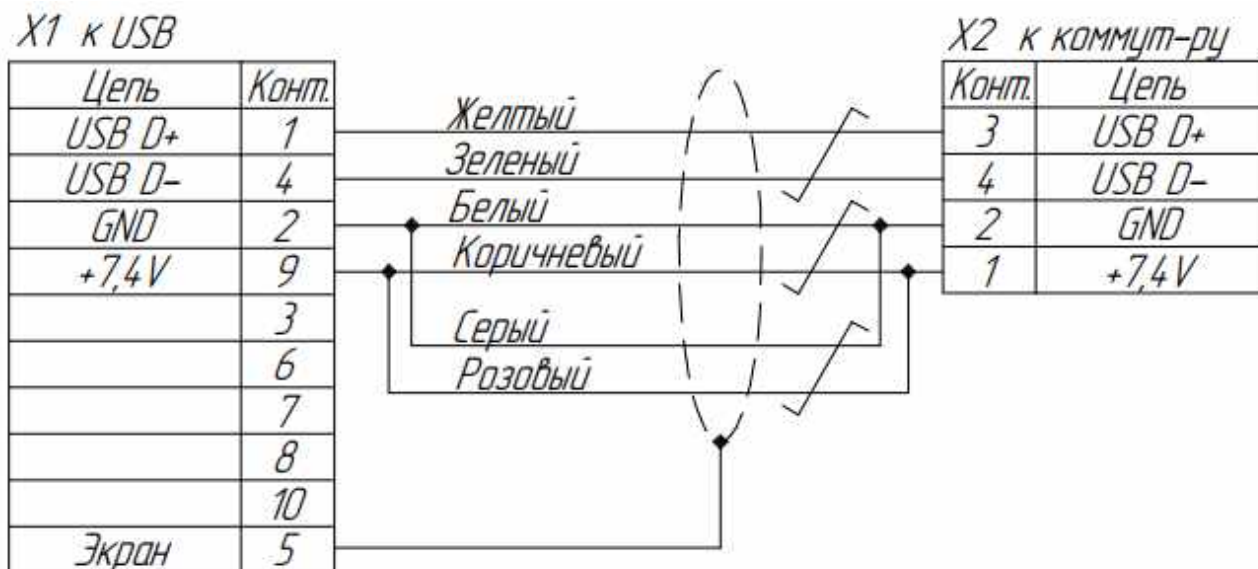 X1 к USB
X2 к коммут-ру
Цепь Конт.
Конт. Цепь
USB D+ 1
Желтый
3 USB D+
USB D- 4
Зеленый
4 USB D-
GND 2
Белый
2 GND
+7,4V 9
Коричневый
1 +7,4V
3
Серый
6
Розовый
7
8
10
Экран 5